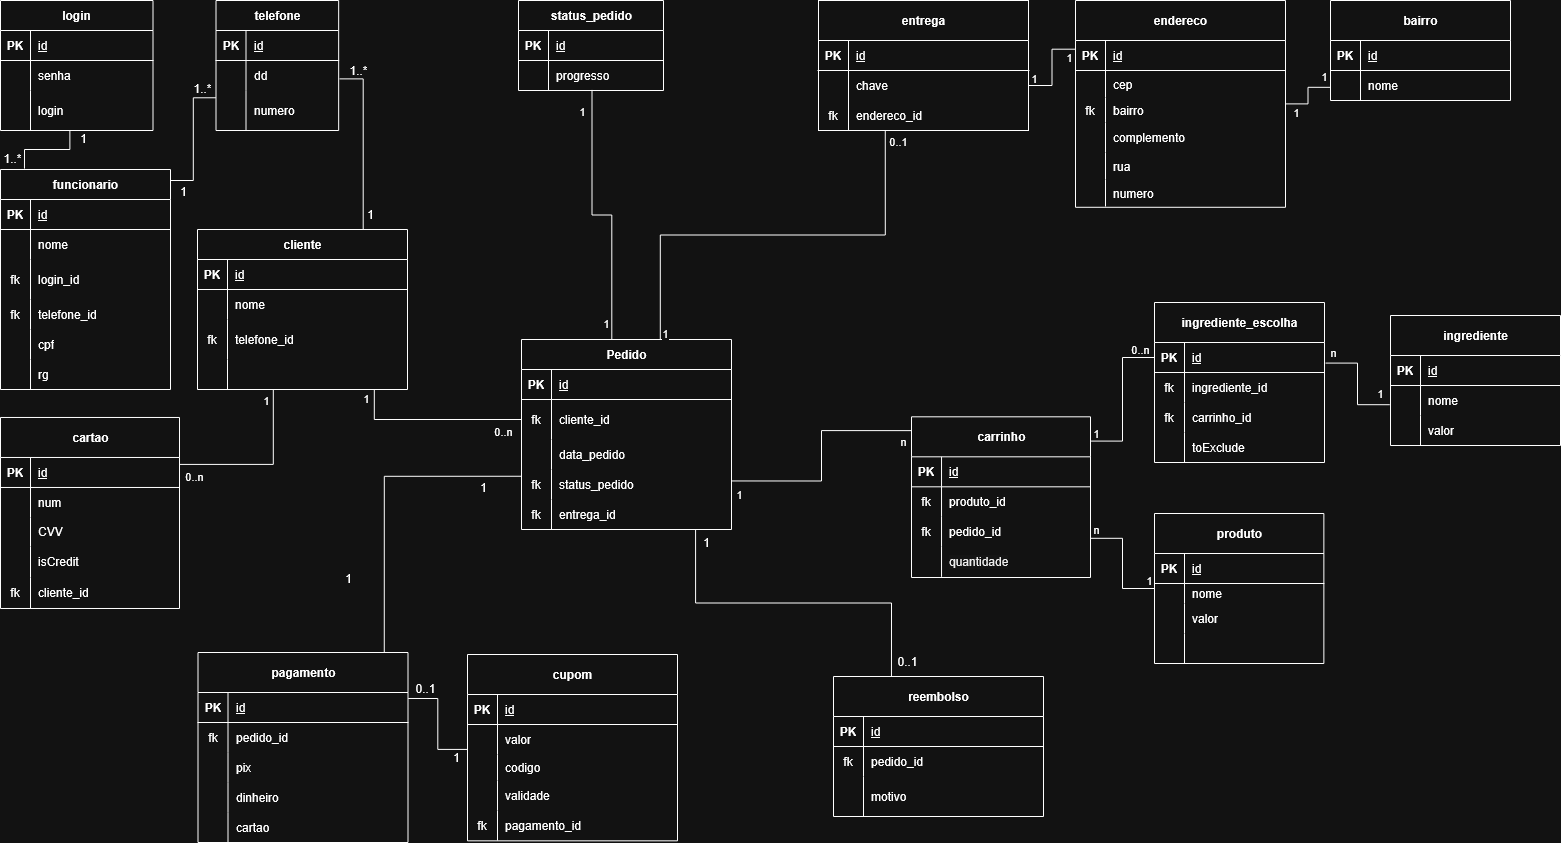 login
PK id
senha
login
telefone
PK id
dd
numero
status_pedido
PK id
progresso
entrega
PK id
chave
fk endereco_id
endereco
PK id
cep
fk bairro
complemento
rua
numero
bairro
PK id
nome
1
1..*
1..*
1
1..*
1
1
1
0..1
1
1
1
1
1
funcionario
PK id
nome
fk login_id
fk telefone_id
cpf
rg
cliente
PK id
nome
fk telefone_id
Pedido
PK id
fk cliente_id
data_pedido
fk status_pedido
fk entrega_id
ingrediente_escolha
PK id
fk ingrediente_id
fk carrinho_id
toExclude
ingrediente
PK id
nome
valor
0..n
n
1
1
1
0..n
1
0..n
cartao
PK id
num
CVV
isCredit
fk cliente_id
carrinho
PK id
fk produto_id
fk pedido_id
quantidade
n
1
1
n
1
produto
PK id
nome
valor
1
1
1
0..1
pagamento
PK id
fk pedido_id
pix
dinheiro
cartao
0..1
1
cupom
PK id
valor
codigo
validade
fk pagamento_id
reembolso
PK id
fk pedido_id
motivo